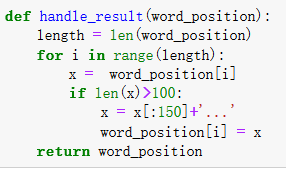 def handle_result(word_position):
    length = len(word_position)
    for i in range(length):
        x =  word_position[i]
        if len(x)>100:
            x = x[:150]+'...'
            word_position[i] = x
    return word_position